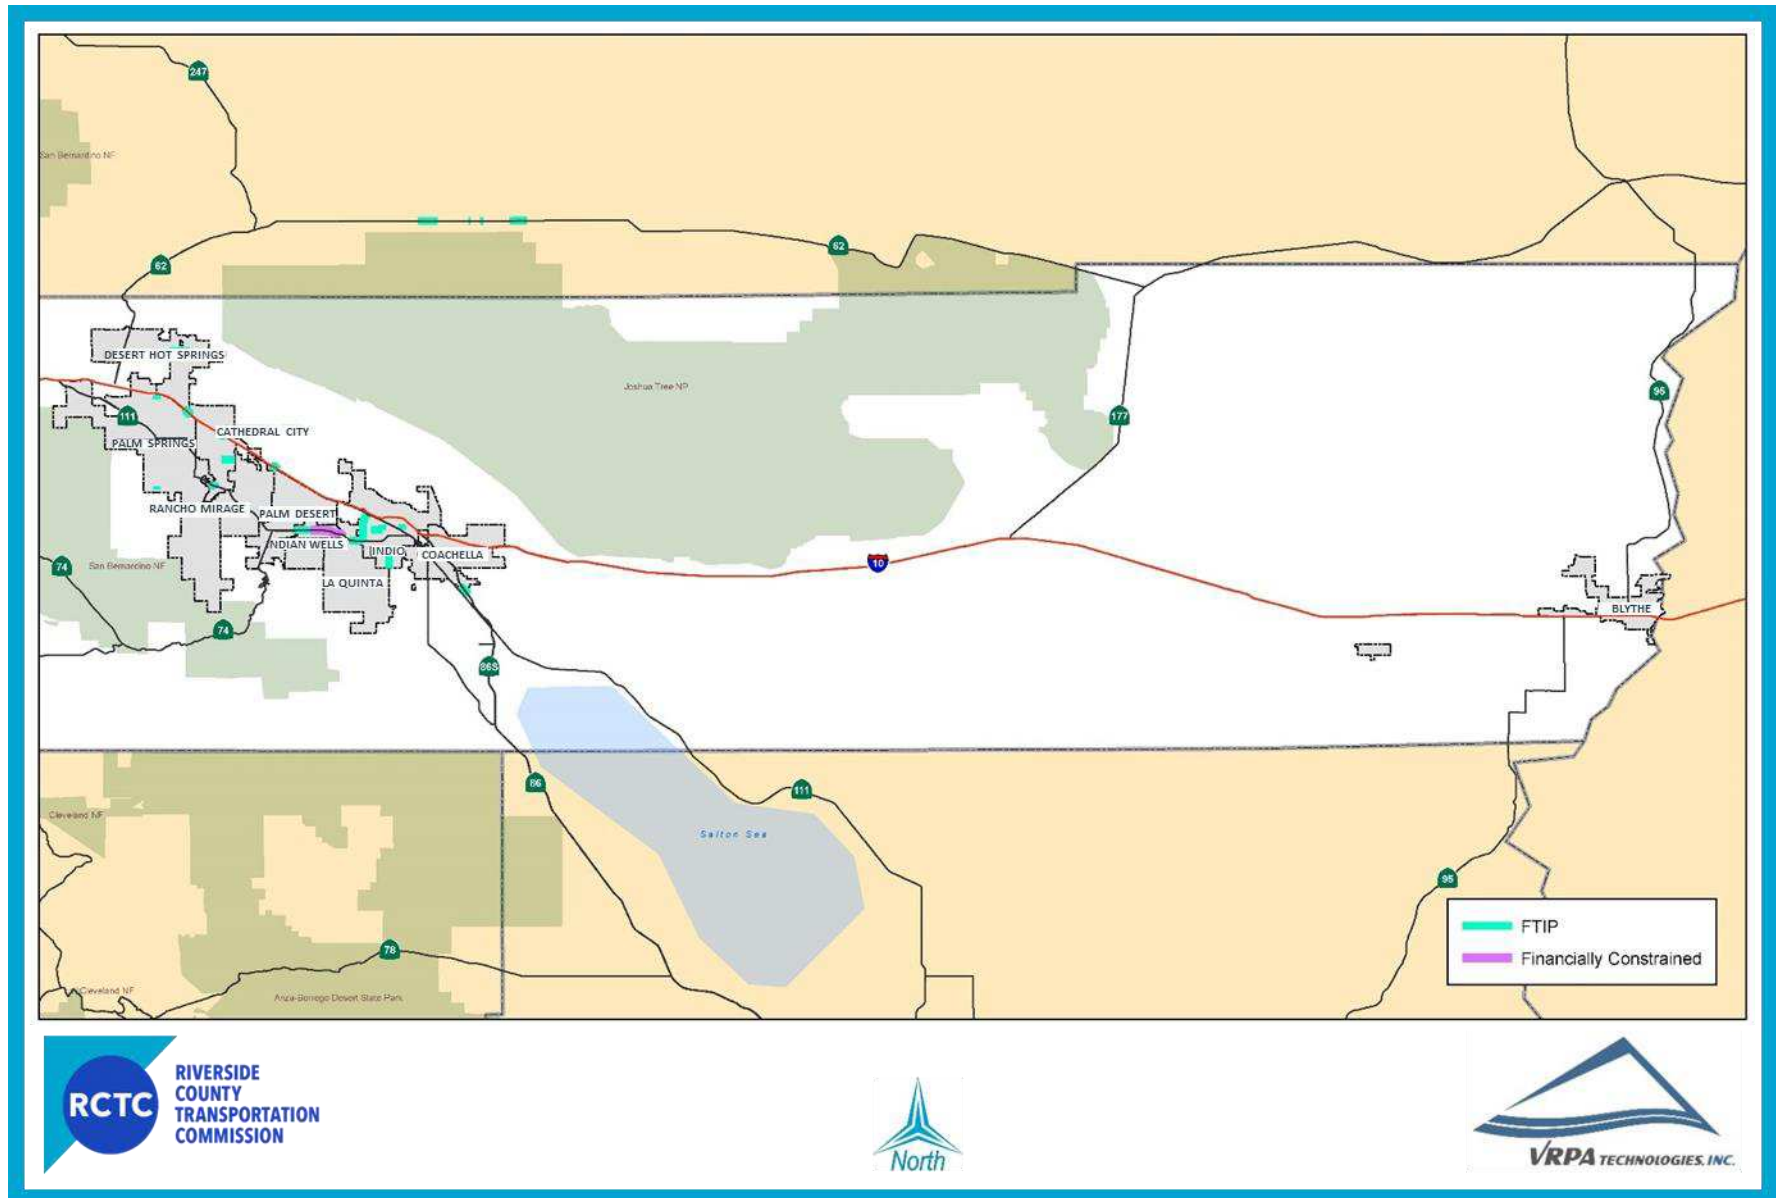 247
San Bernardino NF
62
62
DESERT HOT SPRINGS
Joshua Tree NP
95
111
177
CATHEDRAL CITY
PALM SPRINGS
RANCHO MIRAGE
PALM DESERT
INDIAN WELLS
INDIO
COACHELLA
10
74
San Bernardino NF
LA QUINTA
BLYTHE
74
86S
86
111
Cleveland NF
Salton Sea
95
78
Cleveland NF
Anza-Borrego Desert State Park
FTIP
Financially Constrained
RCTC
RIVERSIDE
COUNTY
TRANSPORTATION
COMMISSION
North
VRPA TECHNOLOGIES, INC.